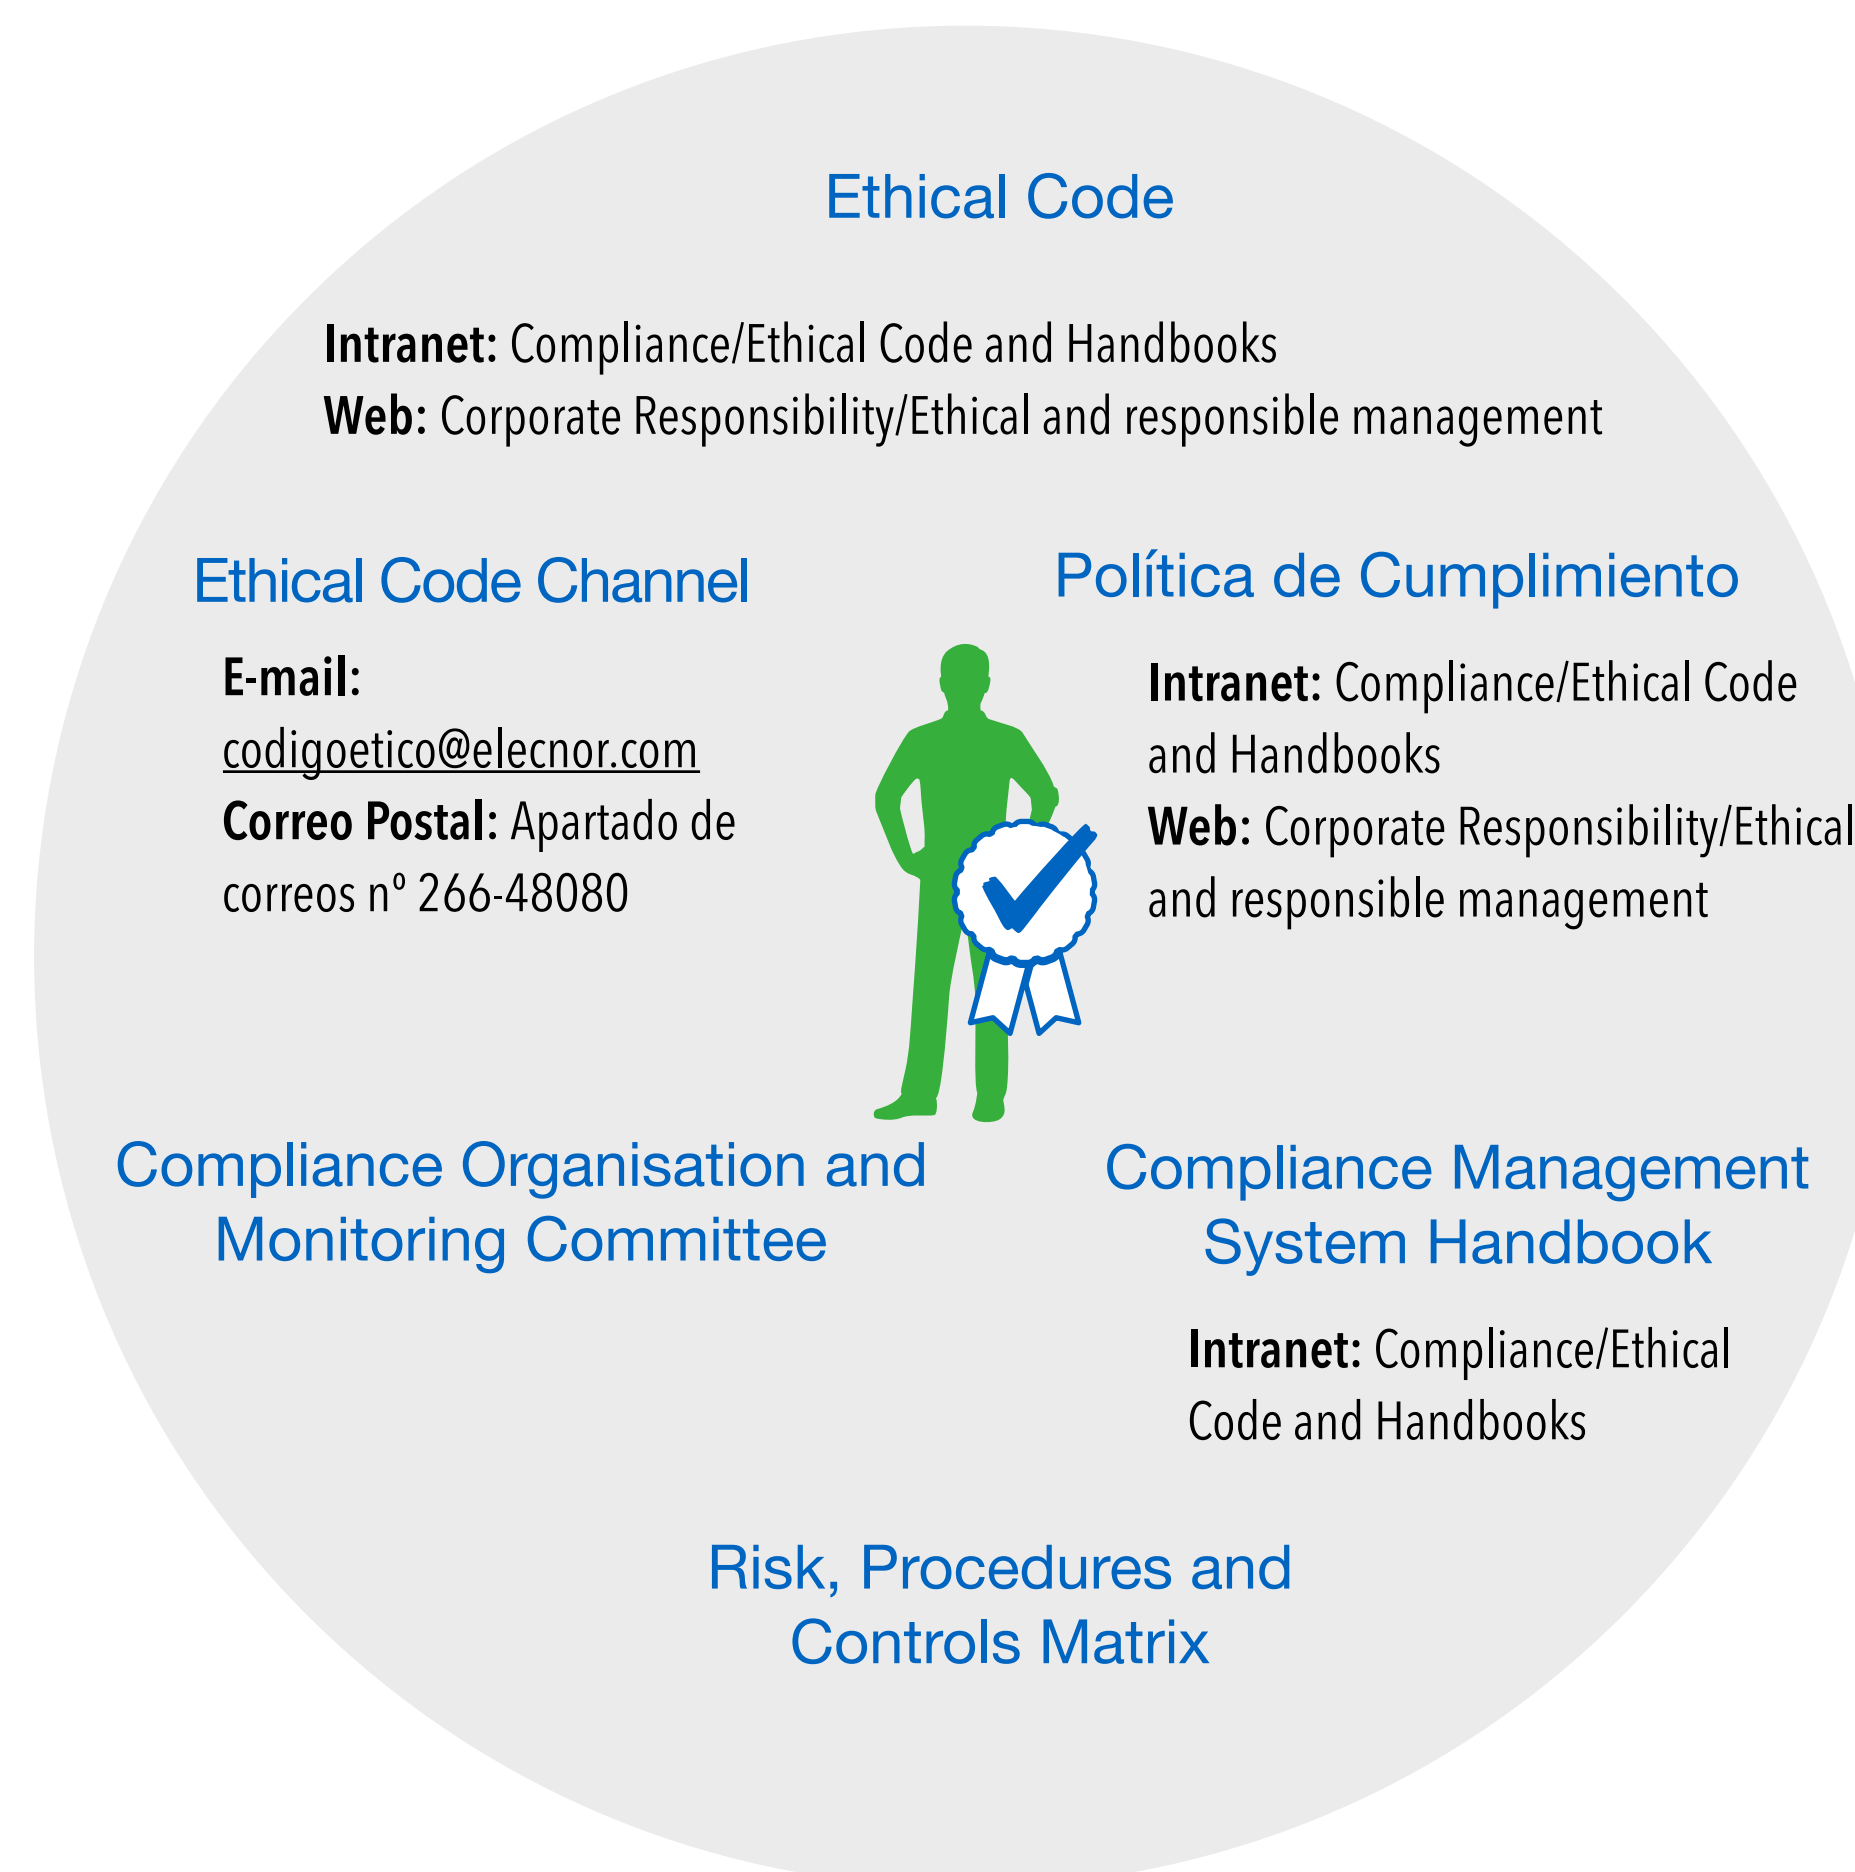 Ethical Code
Intranet: Compliance/Ethical Code and Handbooks
Web: Corporate Responsibility/Ethical and responsible management
Ethical Code Channel
E-mail:
codigoetico@elecnor.com
Correo Postal: Apartado de
correos nº 266-48080
Política de Cumplimiento
Intranet: Compliance/Ethical Code
and Handbooks
Web: Corporate Responsibility/Ethical
and responsible management
Compliance Organisation and
Monitoring Committee
Compliance Management
System Handbook
Intranet: Compliance/Ethical
Code and Handbooks
Risk, Procedures and
Controls Matrix